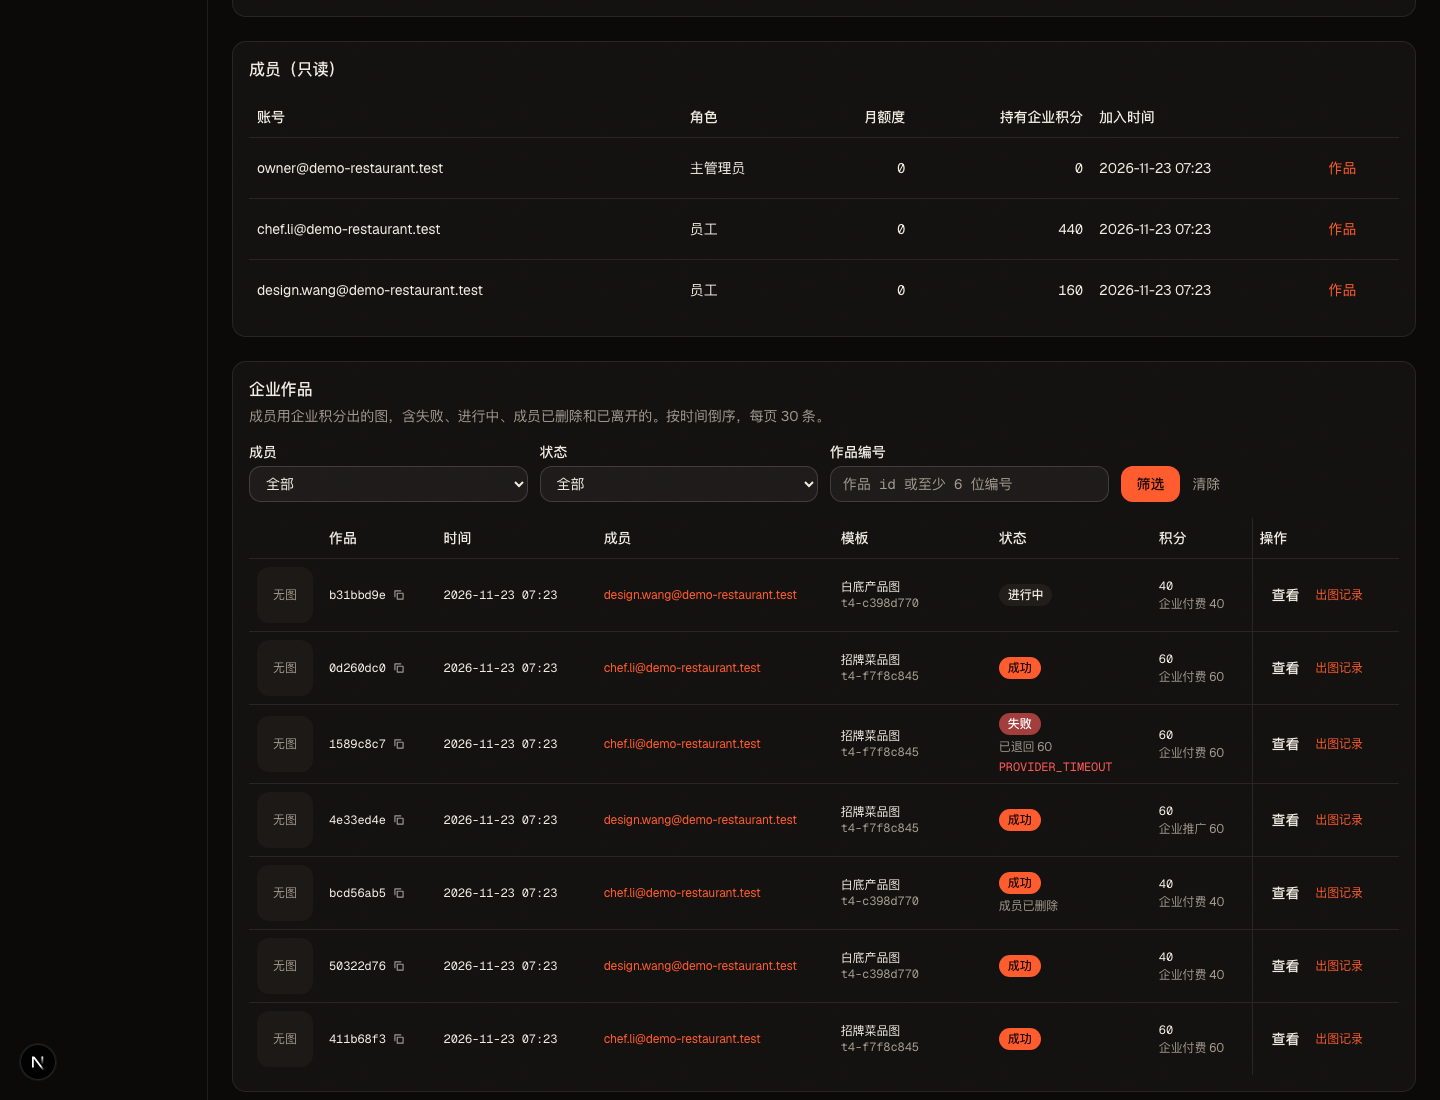 成员（只读）
账号 角色 月额度 持有企业积分 加入时间
owner@demo-restaurant.test 主管理员 0 0 2026-11-23 07:23 作品
chef.li@demo-restaurant.test 员工 0 440 2026-11-23 07:23 作品
design.wang@demo-restaurant.test 员工 0 160 2026-11-23 07:23 作品
企业作品
成员用企业积分出的图，含失败、进行中、成员已删除和已离开的。按时间倒序，每页 30 条。
成员 状态 作品编号
全部 全部 作品 id 或至少 6 位编号 筛选 清除
作品 时间 成员 模板 状态 积分 操作
无图 b31bbd9e 2026-11-23 07:23 design.wang@demo-restaurant.test 白底产品图 进行中 40 查看 出图记录
t4-c398d770 企业付费 40
无图 0d260dc0 2026-11-23 07:23 chef.li@demo-restaurant.test 招牌菜品图 成功 60 查看 出图记录
t4-f7f8c845 企业付费 60
无图 1589c8c7 2026-11-23 07:23 chef.li@demo-restaurant.test 招牌菜品图 失败 60 查看 出图记录
t4-f7f8c845 已退回 60 企业付费 60
PROVIDER_TIMEOUT
无图 4e33ed4e 2026-11-23 07:23 design.wang@demo-restaurant.test 招牌菜品图 成功 60 查看 出图记录
t4-f7f8c845 企业推广 60
无图 bcd56ab5 2026-11-23 07:23 chef.li@demo-restaurant.test 白底产品图 成功 40 查看 出图记录
t4-c398d770 成员已删除 企业付费 40
无图 50322d76 2026-11-23 07:23 design.wang@demo-restaurant.test 白底产品图 成功 40 查看 出图记录
t4-c398d770 企业付费 40
无图 411b68f3 2026-11-23 07:23 chef.li@demo-restaurant.test 招牌菜品图 成功 60 查看 出图记录
t4-f7f8c845 企业付费 60
N